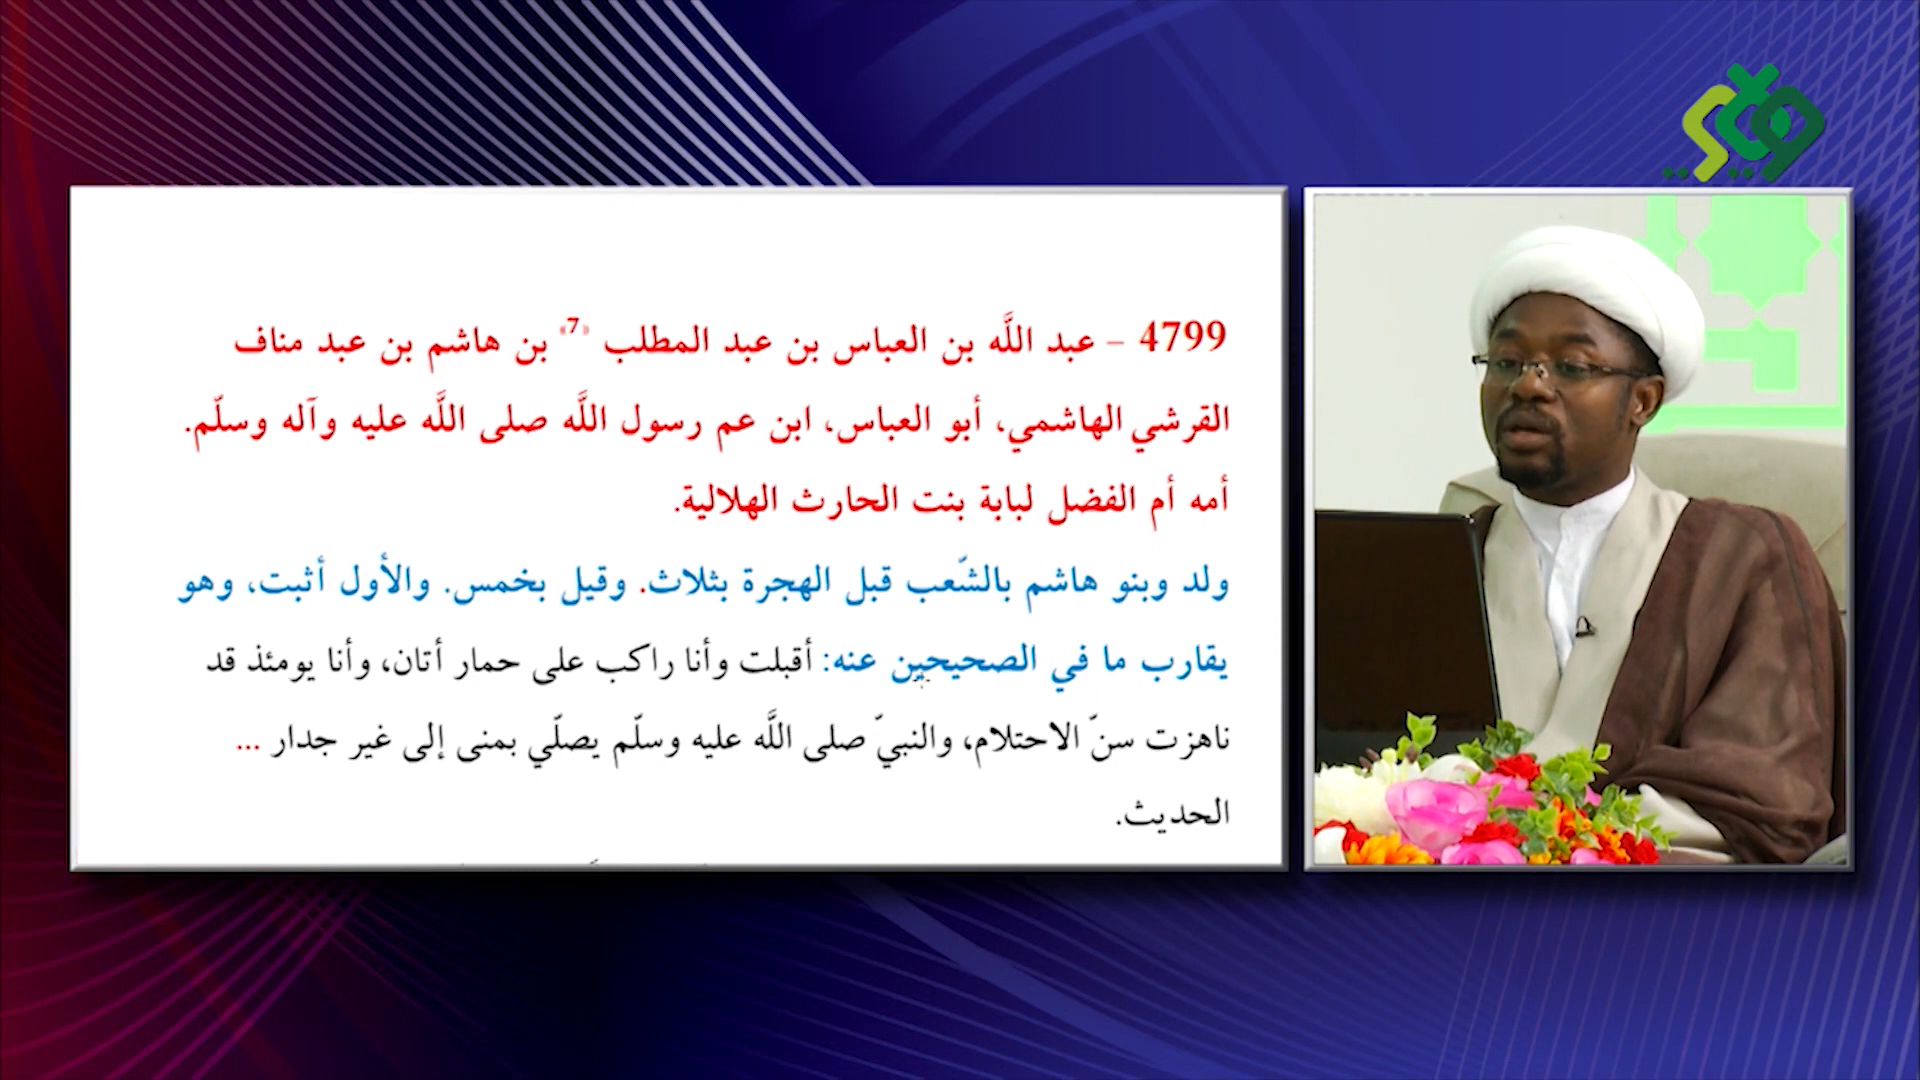 4799 – عبد اللَّه بن العباس بن عبد المطلب (7) بن هاشم بن عبد مناف
القرشي الهاشمي، أبو العباس، ابن عم رسول اللَّه صلى اللَّه عليه وآله وسلّم.
أمه أم الفضل لبابة بنت الحارث الهلالية.
ولد وبنو هاشم بالشّعب قبل الهجرة بثلاث. وقيل بخمس. والأول أثبت، وهو
يقارب ما في الصحيحين عنه: أقبلت وأنا راكب على حمار أتان، وأنا يومئذ قد
ناهزت سنّ الاحتلام، والنبيّ صلى اللَّه عليه وسلّم يصلّي بمنى إلى غير جدار ...
الحديث.